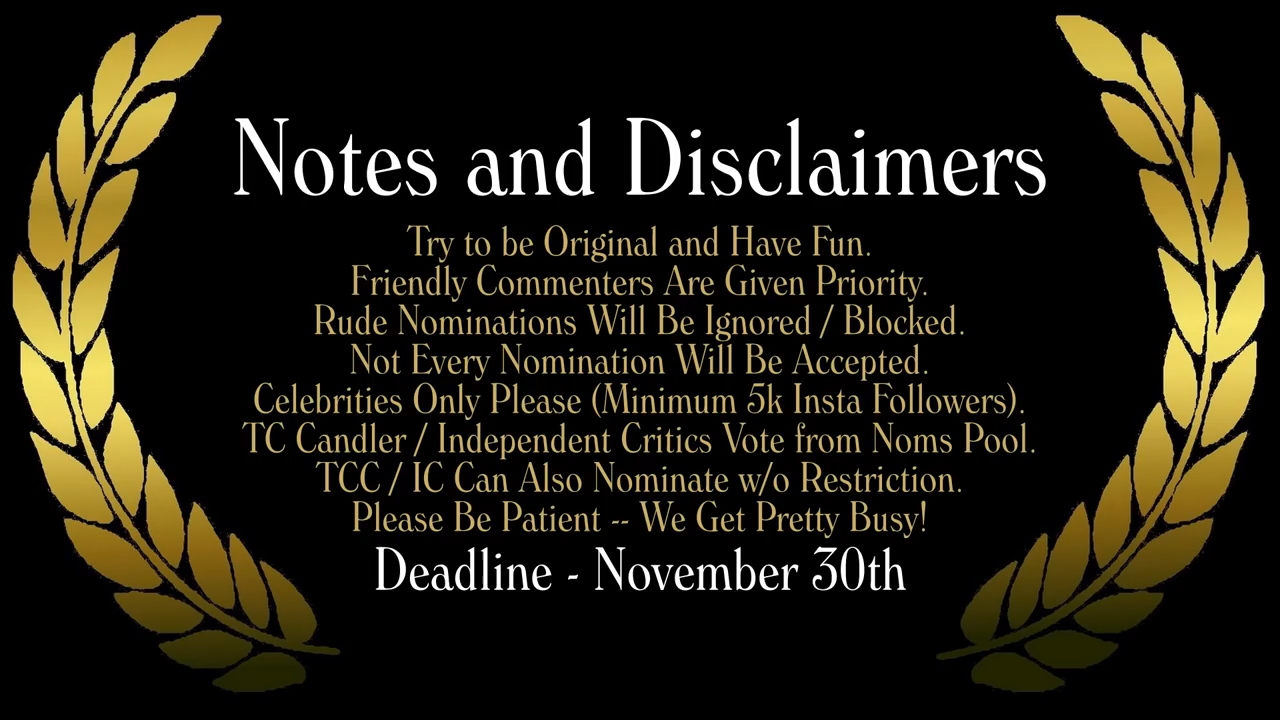 Notes and Disclaimers
Try to be Original and Have Fun.
Friendly Commenters Are Given Priority.
Rude Nominations Will Be Ignored / Blocked.
Not Every Nomination Will Be Accepted.
Celebrities Only Please (Minimum 5k Insta Followers).
TC Candler / Independent Critics Vote from Noms Pool.
TCC / IC Can Also Nominate w/o Restriction.
Please Be Patient -- We Get Pretty Busy!
Deadline - November 30th